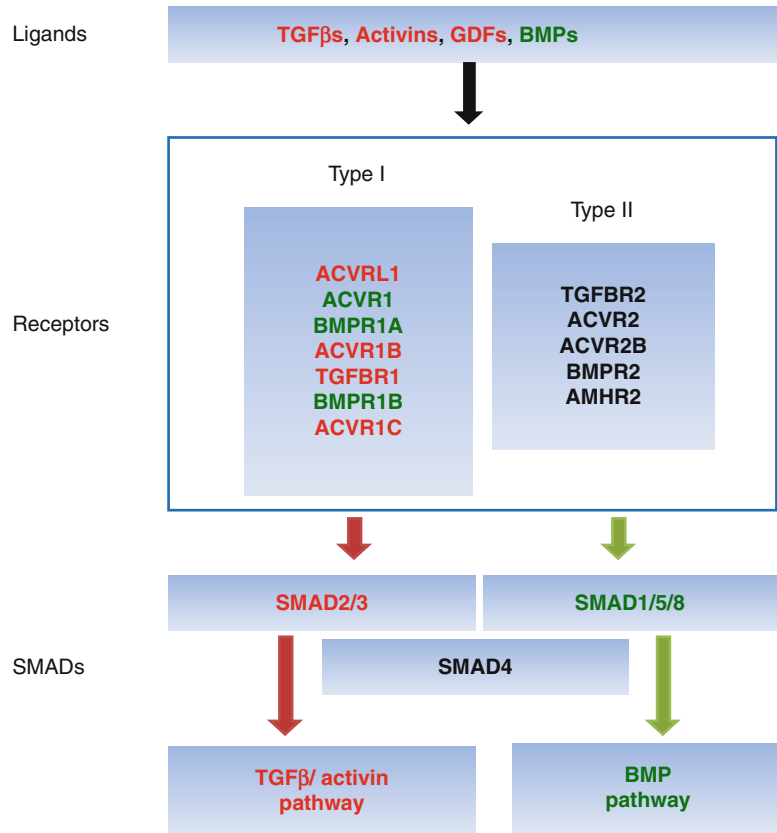 Ligands
TGFβs, Activins, GDFs, BMPs
Receptors
Type I
ACVRL1
ACVR1
BMPR1A
ACVR1B
TGFBR1
BMPR1B
ACVR1C
Type II
TGFBR2
ACVR2
ACVR2B
BMPR2
AMHR2
SMADs
SMAD2/3
SMAD1/5/8
SMAD4
TGFβ/ activin
pathway
BMP
pathway